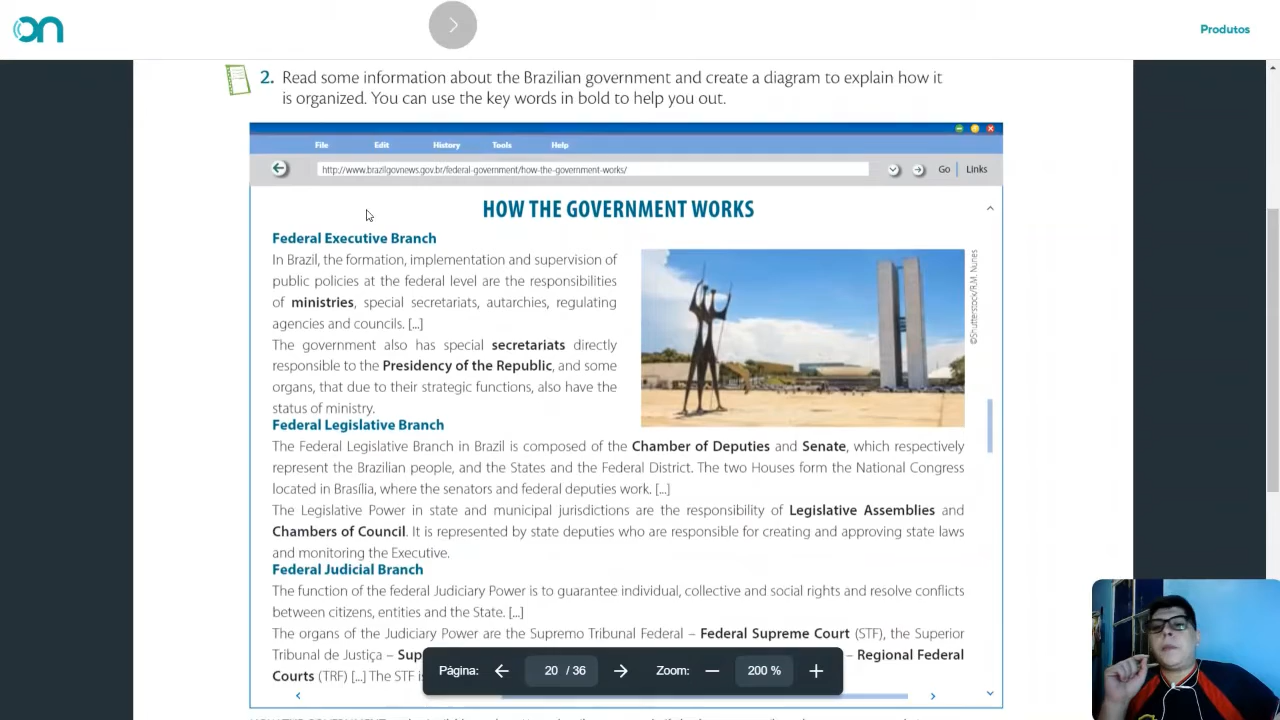 on
Produtos
2. Read some information about the Brazilian government and create a diagram to explain how it
is organized. You can use the key words in bold to help you out.
File Edit History Tools Help
http://www.brazilgovnews.gov.br/federal-government/how-the-government-works/
Go Links
HOW THE GOVERNMENT WORKS
Federal Executive Branch
In Brazil, the formation, implementation and supervision of
public policies at the federal level are the responsibilities
of ministries, special secretariats, autarchies, regulating
agencies and councils. [...]
The government also has special secretariats directly
responsible to the Presidency of the Republic, and some
organs, that due to their strategic functions, also have the
status of ministry.
©Shutterstock/R.M. Nunes
Federal Legislative Branch
The Federal Legislative Branch in Brazil is composed of the Chamber of Deputies and Senate, which respectively
represent the Brazilian people, and the States and the Federal District. The two Houses form the National Congress
located in Brasília, where the senators and federal deputies work. [...]
The Legislative Power in state and municipal jurisdictions are the responsibility of Legislative Assemblies and
Chambers of Council. It is represented by state deputies who are responsible for creating and approving state laws
and monitoring the Executive.
Federal Judicial Branch
The function of the federal Judiciary Power is to guarantee individual, collective and social rights and resolve conflicts
between citizens, entities and the State. [...]
The organs of the Judiciary Power are the Supremo Tribunal Federal – Federal Supreme Court (STF), the Superior
Tribunal de Justiça – – Regional Federal
Courts (TRF) [...] The STF
Página: 20 / 36 Zoom: 200 %